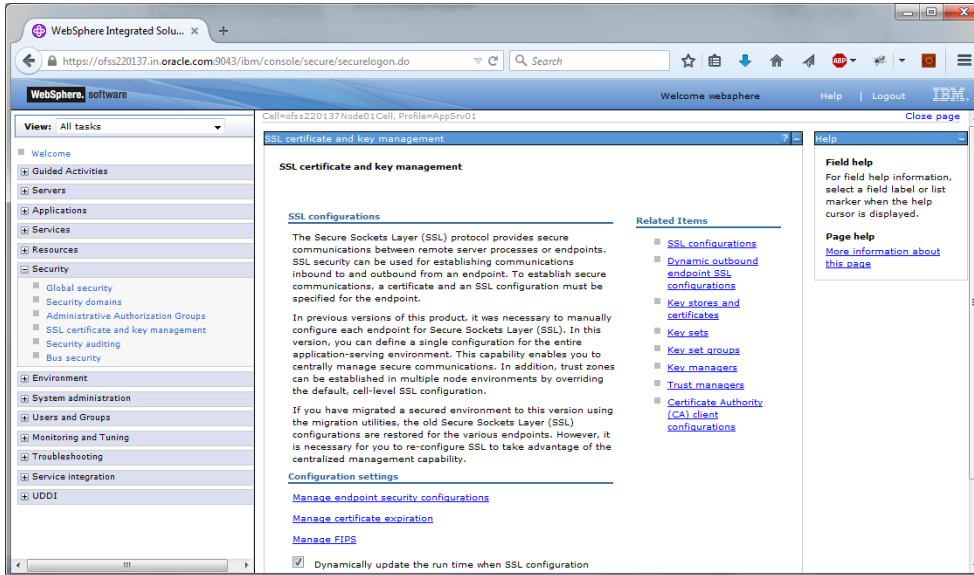 WebSphere Integrated Solu... × +
https://ofss220137.in.oracle.com:9043/ibm/console/secure/securelogon.do
Search
ABP
WebSphere. software
Welcome websphere
Help | Logout
IBM.
View: All tasks
Welcome
Guided Activities
Servers
Applications
Services
Resources
Security
Global security
Security domains
Administrative Authorization Groups
SSL certificate and key management
Security auditing
Bus security
Environment
System administration
Users and Groups
Monitoring and Tuning
Troubleshooting
Service integration
UDDI
Cell=ofss220137Node01Cell, Profile=AppSrv01
Close page
SSL certificate and key management
? -
SSL certificate and key management
SSL configurations
The Secure Sockets Layer (SSL) protocol provides secure
communications between remote server processes or endpoints.
SSL security can be used for establishing communications
inbound to and outbound from an endpoint. To establish secure
communications, a certificate and an SSL configuration must be
specified for the endpoint.
In previous versions of this product, it was necessary to manually
configure each endpoint for Secure Sockets Layer (SSL). In this
version, you can define a single configuration for the entire
application-serving environment. This capability enables you to
centrally manage secure communications. In addition, trust zones
can be established in multiple node environments by overriding
the default, cell-level SSL configuration.
If you have migrated a secured environment to this version using
the migration utilities, the old Secure Sockets Layer (SSL)
configurations are restored for the various endpoints. However, it
is necessary for you to re-configure SSL to take advantage of the
centralized management capability.
Configuration settings
Manage endpoint security configurations
Manage certificate expiration
Manage FIPS
Dynamically update the run time when SSL configuration
Related Items
SSL configurations
Dynamic outbound
endpoint SSL
configurations
Key stores and
certificates
Key sets
Key set groups
Key managers
Trust managers
Certificate Authority
(CA) client
configurations
Help
Field help
For field help information,
select a field label or list
marker when the help
cursor is displayed.
Page help
More information about
this page